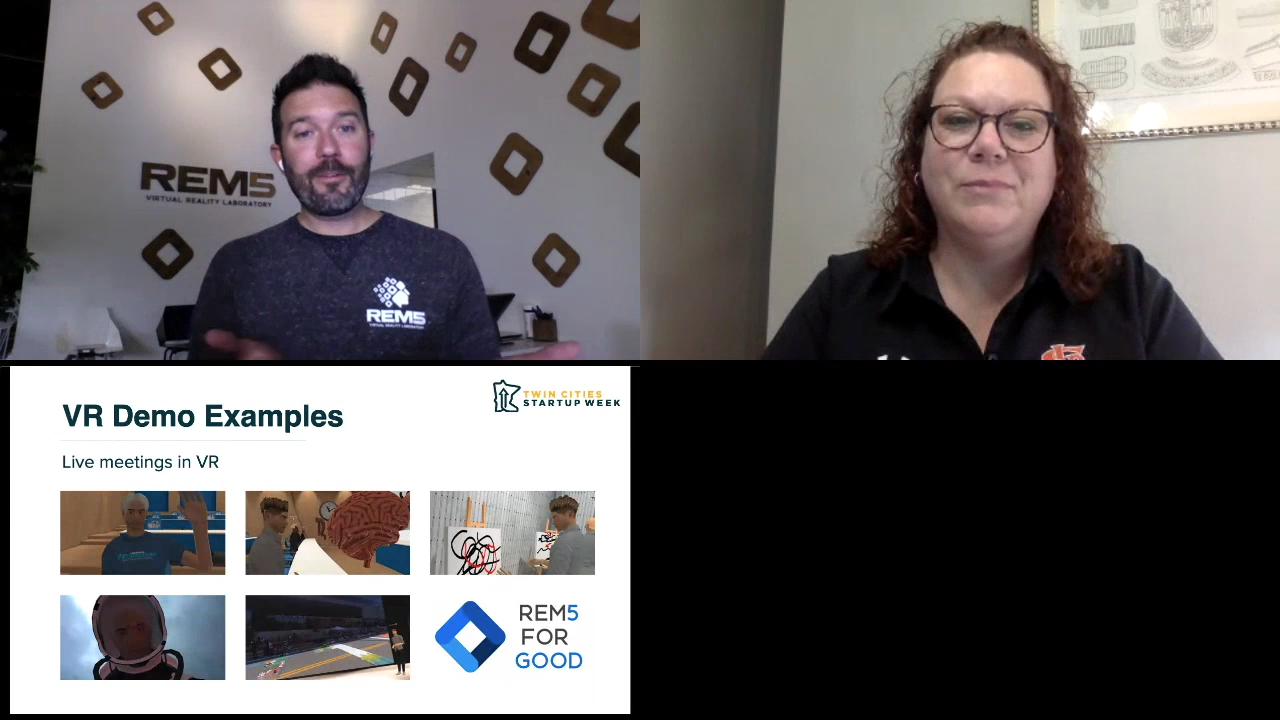 REM5
VIRTUAL REALITY LABORATORY
REM5
VIRTUAL REALITY LABORATORY
TWIN CITIES
STARTUP WEEK
VR Demo Examples
Live meetings in VR
REM5
FOR
GOOD